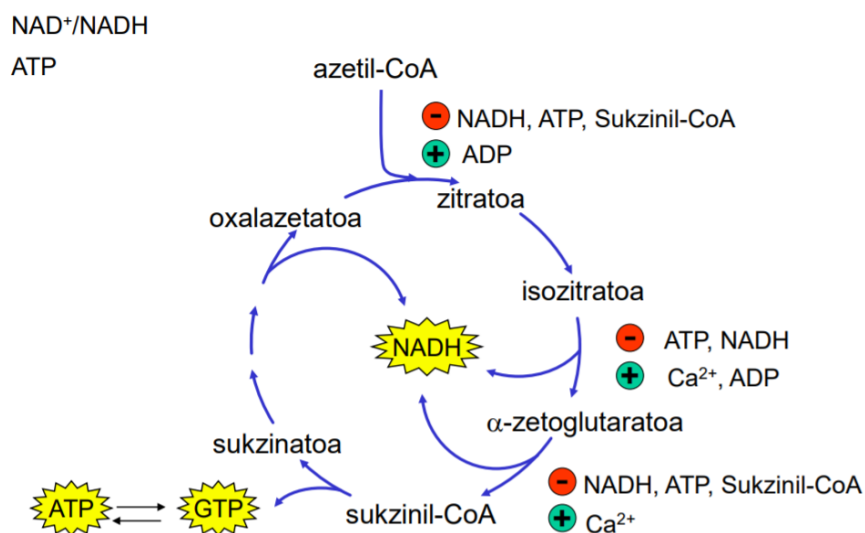 NAD⁺/NADH
ATP
azetil-CoA
- NADH, ATP, Sukzinil-CoA
+ ADP
zitratoa
oxalazetatoa
isozitratoa
- ATP, NADH
+ Ca²⁺, ADP
NADH
α-zetoglutaratoa
sukzinatoa
- NADH, ATP, Sukzinil-CoA
+ Ca²⁺
sukzinil-CoA
ATP
GTP